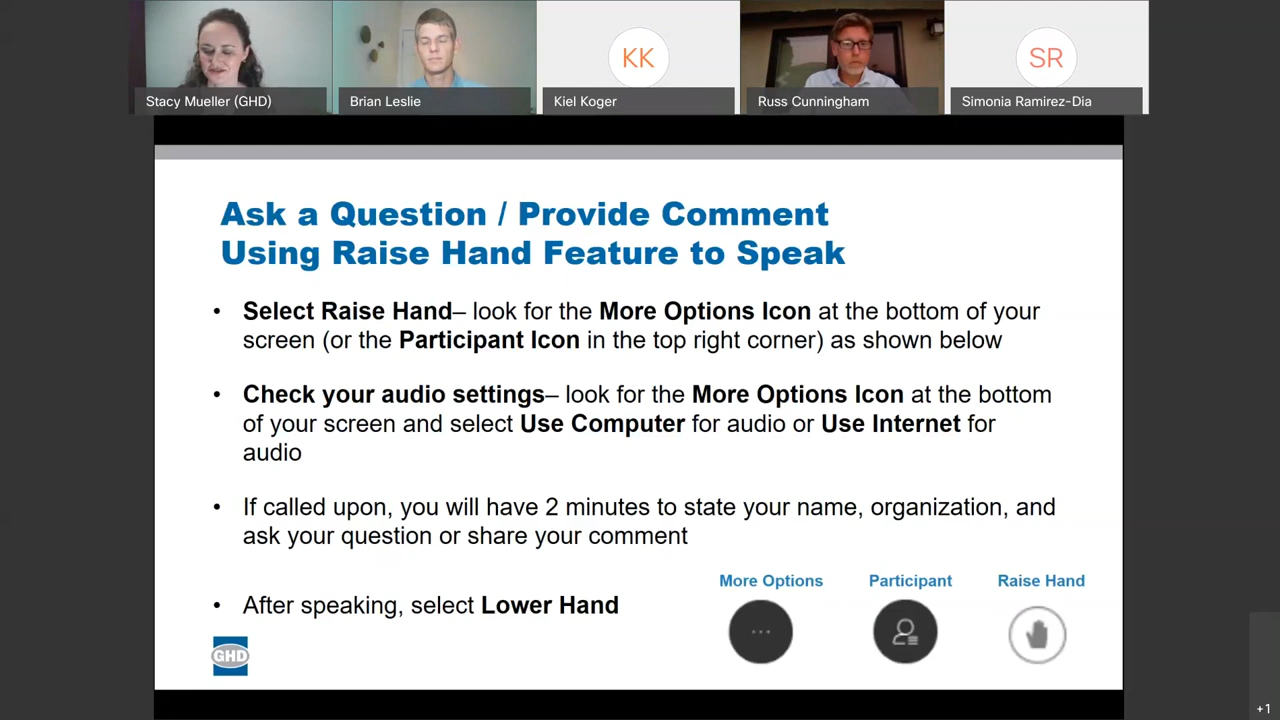 KK
SR
Stacy Mueller (GHD)
Brian Leslie
Kiel Koger
Russ Cunningham
Simonia Ramirez-Dia
Ask a Question / Provide Comment
Using Raise Hand Feature to Speak
• Select Raise Hand– look for the More Options Icon at the bottom of your
screen (or the Participant Icon in the top right corner) as shown below
• Check your audio settings– look for the More Options Icon at the bottom
of your screen and select Use Computer for audio or Use Internet for
audio
• If called upon, you will have 2 minutes to state your name, organization, and
ask your question or share your comment
• After speaking, select Lower Hand
More Options
Participant
Raise Hand
GHD
+1